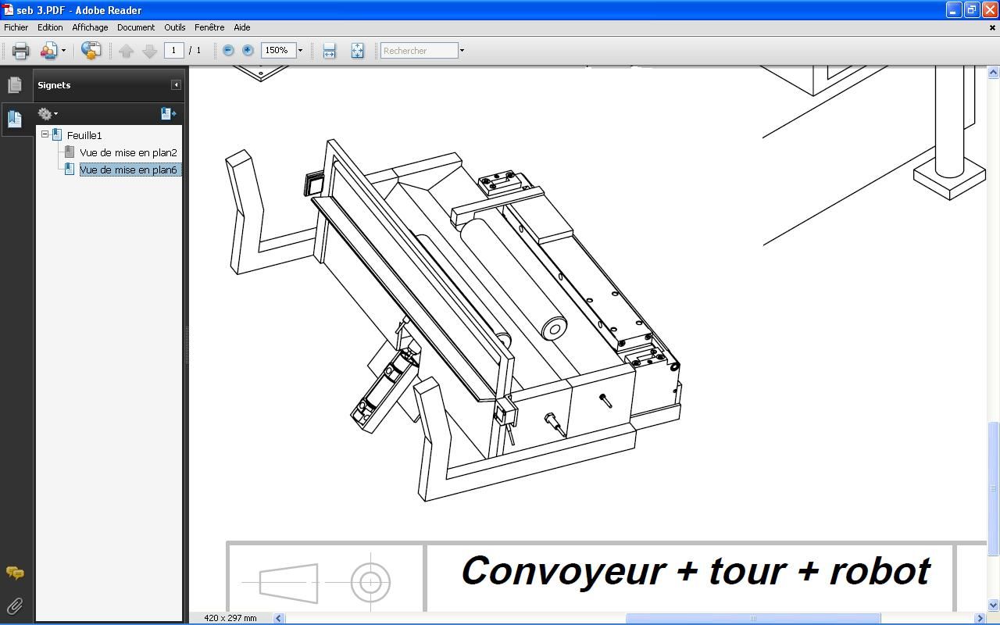 seb 3.PDF - Adobe Reader
Fichier Edition Affichage Document Outils Fenêtre Aide
1 / 1 150% Rechercher
Signets
Feuille1
Vue de mise en plan2
Vue de mise en plan6
Convoyeur + tour + robot
420 x 297 mm